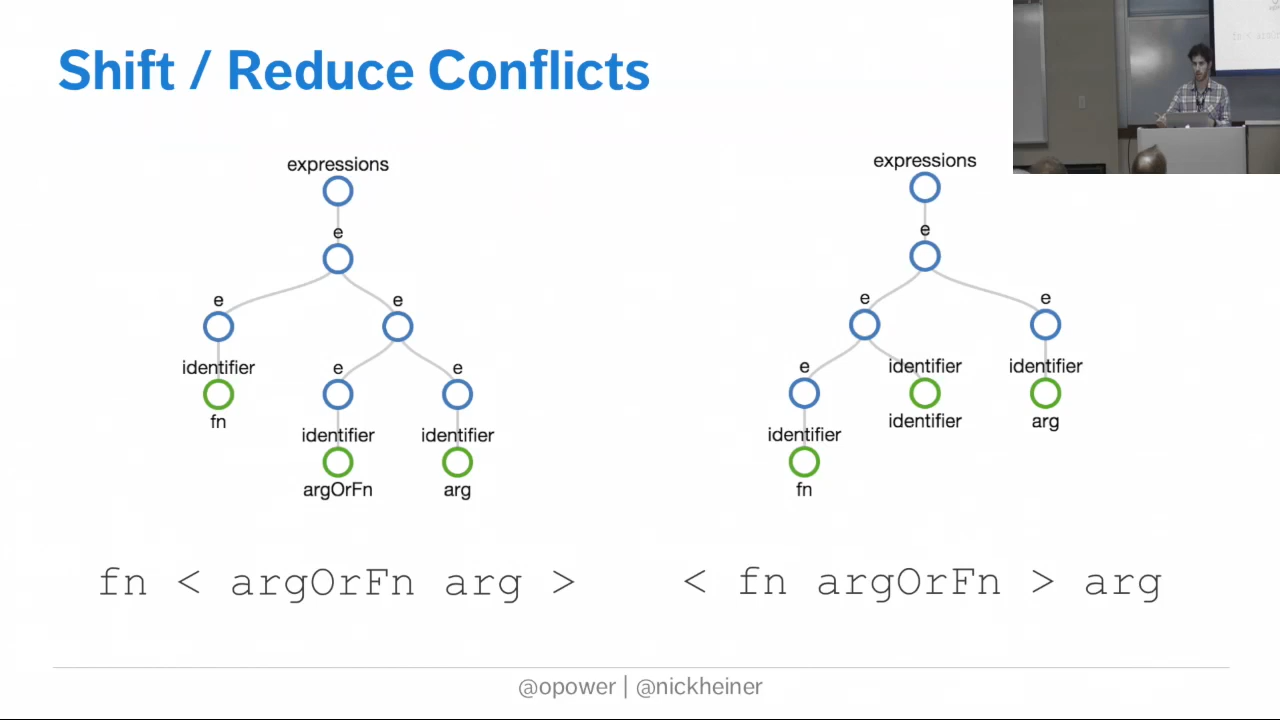 Shift / Reduce Conflicts
expressions
e
e
e
identifier
fn
e
e
identifier
identifier
argOrFn
arg
expressions
e
e
e
e
identifier
identifier
identifier
arg
identifier
fn
fn < argOrFn arg >
< fn argOrFn > arg
@opower | @nickheiner